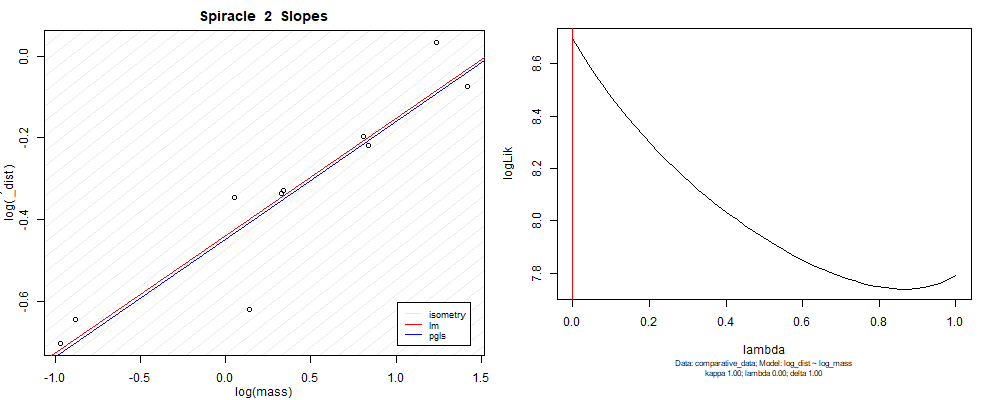 Spiracle 2 Slopes
0.0
-0.2
-0.4
-0.6
log(_dist)
-1.0 -0.5 0.0 0.5 1.0 1.5
log(mass)
isometry
lm
pgls
8.6
8.4
8.2
8.0
7.8
logLik
0.0 0.2 0.4 0.6 0.8 1.0
lambda
Data: comparative_data; Model: log_dist ~ log_mass
kappa 1.00; lambda 0.00; delta 1.00